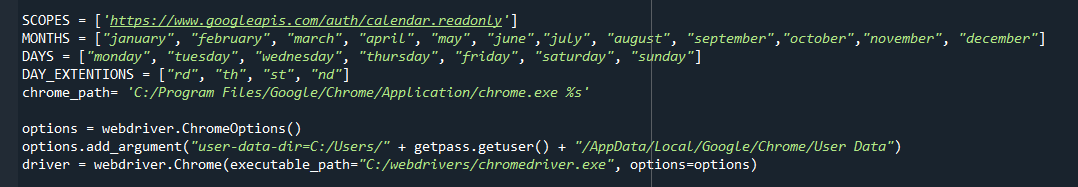 SCOPES = ['https://www.googleapis.com/auth/calendar.readonly']
MONTHS = ["january", "february", "march", "april", "may", "june","july", "august", "september","october","november", "december"]
DAYS = ["monday", "tuesday", "wednesday", "thursday", "friday", "saturday", "sunday"]
DAY_EXTENTIONS = ["rd", "th", "st", "nd"]
chrome_path= 'C:/Program Files/Google/Chrome/Application/chrome.exe %s'
options = webdriver.ChromeOptions()
options.add_argument("user-data-dir=C:/Users/" + getpass.getuser() + "/AppData/Local/Google/Chrome/User Data")
driver = webdriver.Chrome(executable_path="C:/webdrivers/chromedriver.exe", options=options)